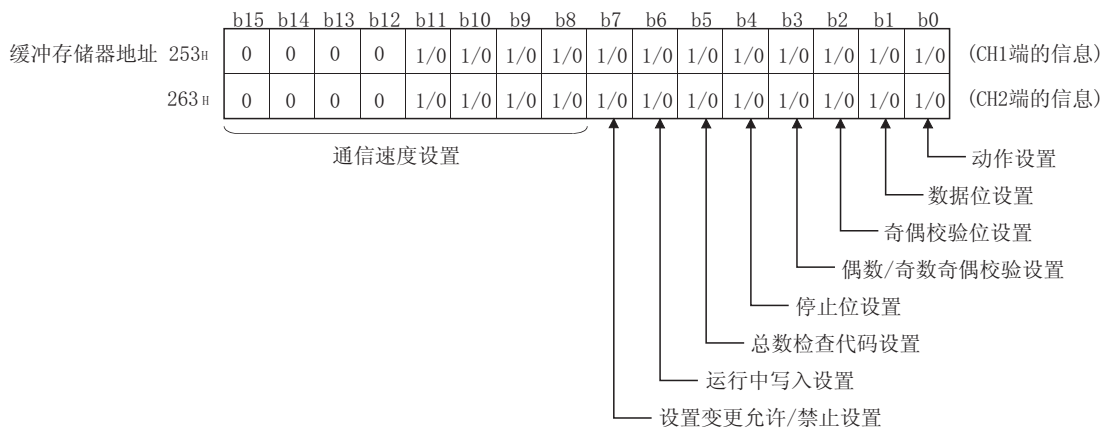 b15 b14 b13 b12 b11 b10 b9 b8 b7 b6 b5 b4 b3 b2 b1 b0
缓冲存储器地址 253H 0 0 0 0 1/0 1/0 1/0 1/0 1/0 1/0 1/0 1/0 1/0 1/0 1/0 1/0 (CH1端的信息)
263H 0 0 0 0 1/0 1/0 1/0 1/0 1/0 1/0 1/0 1/0 1/0 1/0 1/0 1/0 (CH2端的信息)
通信速度设置
动作设置
数据位设置
奇偶校验位设置
偶数/奇数奇偶校验设置
停止位设置
总数检查代码设置
运行中写入设置
设置变更允许/禁止设置